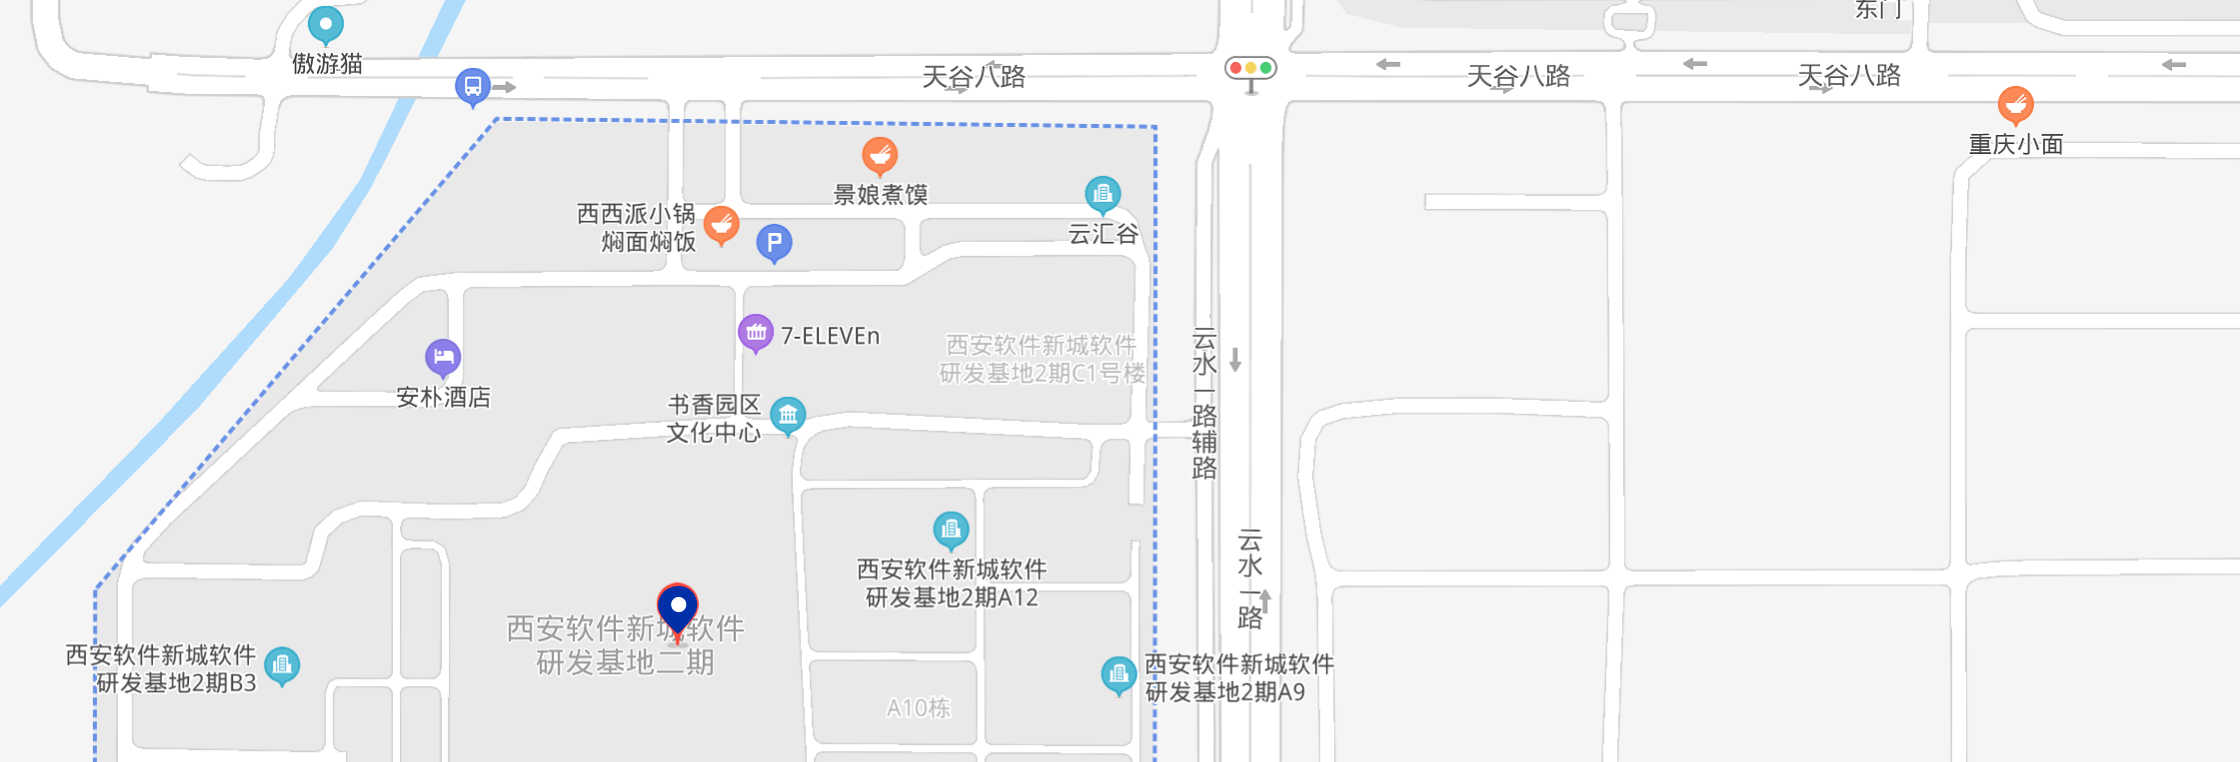 东门
傲游猫
天谷八路
天谷八路
天谷八路
重庆小面
景娘煮馍
西西派小锅
焖面焖饭
P
云汇谷
7-ELEVEn
西安软件新城软件
研发基地2期C1号楼
安朴酒店
书香园区
文化中心
云水一路辅路
云水一路
西安软件新城软件
研发基地2期A12
西安软件新城软件
研发基地二期
西安软件新城软件
研发基地2期B3
西安软件新城软件
研发基地2期A9
A10栋